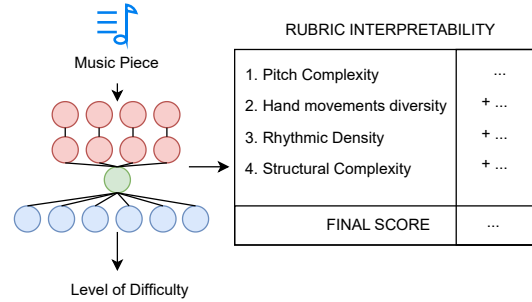 Music Piece
Level of Difficulty
RUBRIC INTERPRETABILITY
1. Pitch Complexity ...
2. Hand movements diversity + ...
3. Rhythmic Density + ...
4. Structural Complexity + ...
FINAL SCORE ...